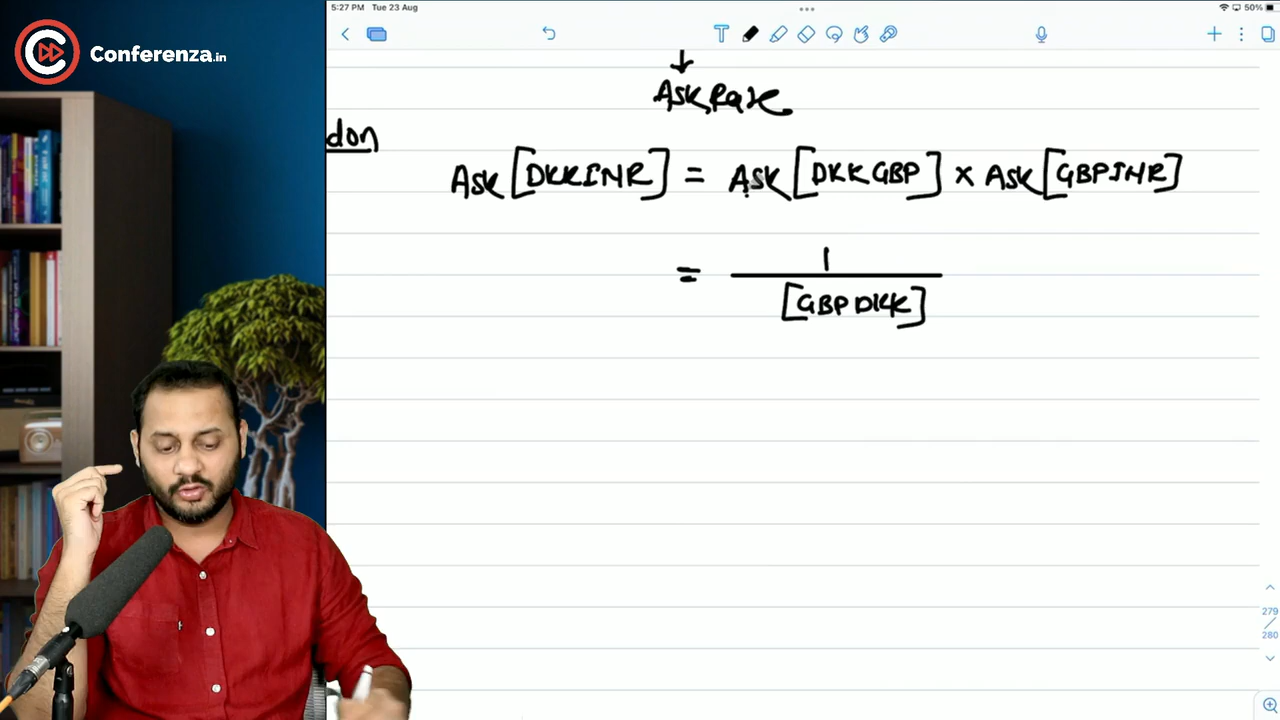 5:27 PM Tue 23 Aug
50%
Conferenza.in
T
Ask Rate
don
ASK [DKKINR] = ASK [DKKGBP] × ASK [GBPINR]
= 1
[GBPDKK]
279
280